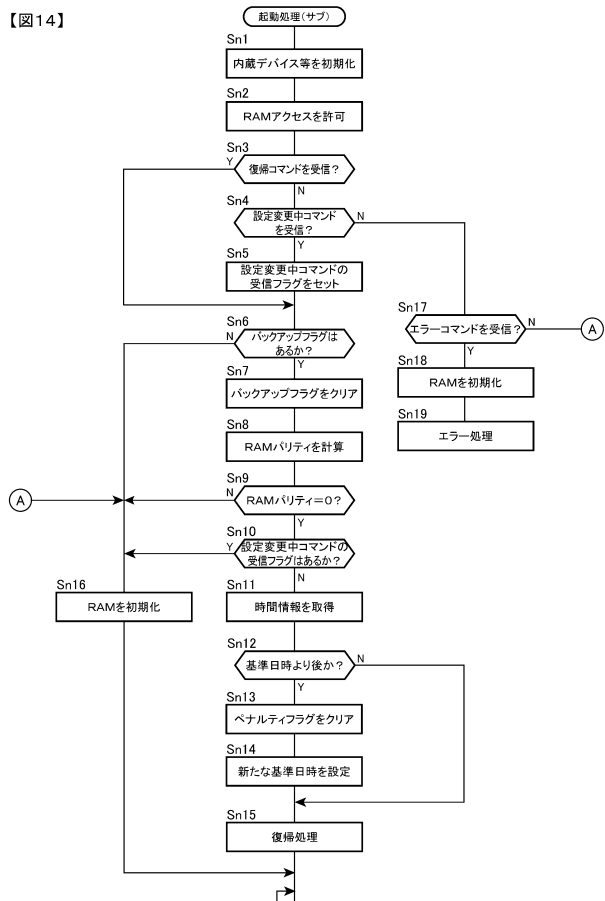 【図14】
起動処理(サブ)
Sn1
内蔵デバイス等を初期化
Sn2
RAMアクセスを許可
Sn3
復帰コマンドを受信？
Y
N
Sn4
設定変更中コマンド
を受信？
N
Y
Sn5
設定変更中コマンドの
受信フラグをセット
Sn6
バックアップフラグは
あるか？
N
Y
Sn17
エラーコマンドを受信？
N
A
Y
Sn18
RAMを初期化
Sn19
エラー処理
Sn7
バックアップフラグをクリア
Sn8
RAMパリティを計算
Sn9
RAMパリティ＝０？
N
A
Y
Sn10
設定変更中コマンドの
受信フラグはあるか？
Y
N
Sn16
RAMを初期化
Sn11
時間情報を取得
Sn12
基準日時より後か？
N
Y
Sn13
ペナルティフラグをクリア
Sn14
新たな基準日時を設定
Sn15
復帰処理